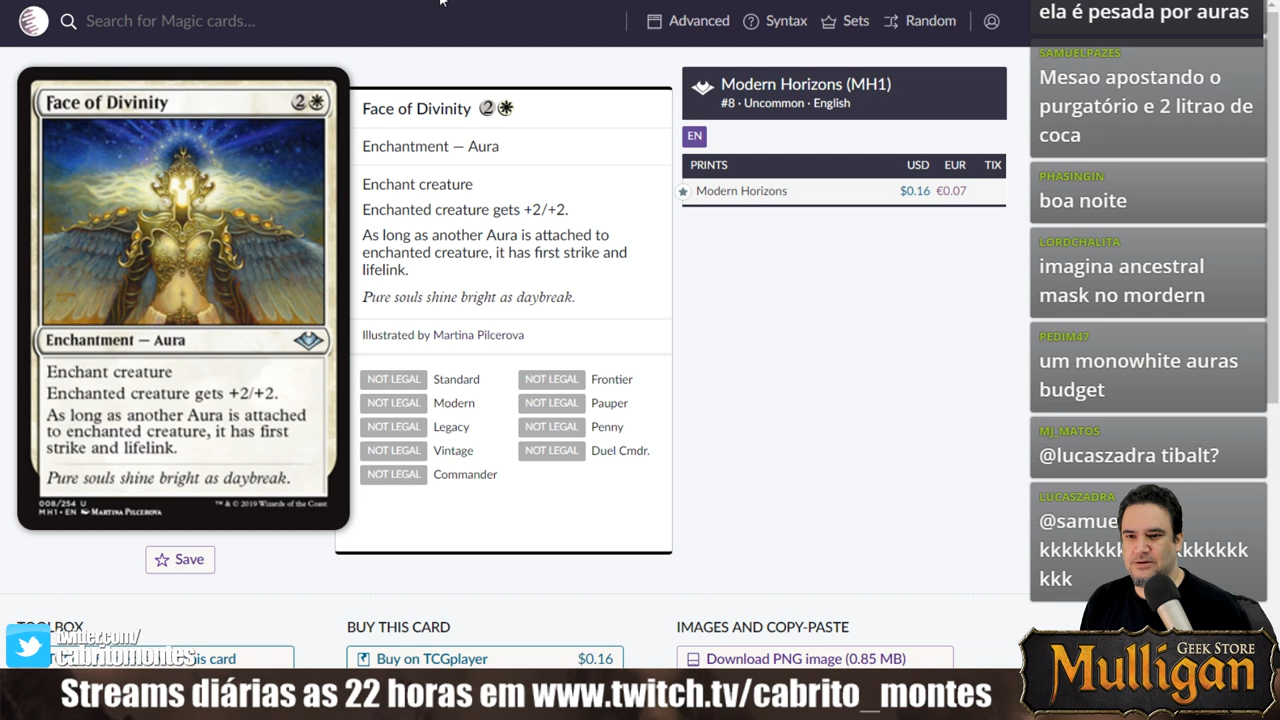 Search for Magic cards...
Advanced
Syntax
Sets
Random
Face of Divinity 2
Enchantment — Aura
Enchant creature
Enchanted creature gets +2/+2.
As long as another Aura is attached
to enchanted creature, it has first
strike and lifelink.
Pure souls shine bright as daybreak.
008/254 U
MH1 • EN Martina Pilcerova
™ & © 2019 Wizards of the Coast
Save
Face of Divinity 2
Enchantment — Aura
Enchant creature
Enchanted creature gets +2/+2.
As long as another Aura is attached to
enchanted creature, it has first strike and
lifelink.
Pure souls shine bright as daybreak.
Illustrated by Martina Pilcerova
NOT LEGAL Standard NOT LEGAL Frontier
NOT LEGAL Modern NOT LEGAL Pauper
NOT LEGAL Legacy NOT LEGAL Penny
NOT LEGAL Vintage NOT LEGAL Duel Cmdr.
NOT LEGAL Commander
Modern Horizons (MH1)
#8 · Uncommon · English
EN
PRINTS USD EUR TIX
Modern Horizons $0.16 €0.07
TOOLBOX
this card
BUY THIS CARD
Buy on TCGplayer $0.16
IMAGES AND COPY-PASTE
Download PNG image (0.85 MB)
ela é pesada por auras
SAMUELPAZES
Mesao apostando o
purgatório e 2 litrao de
coca
PHASINGIN
boa noite
LORDCHALITA
imagina ancestral
mask no mordern
PEDIM47
um monowhite auras
budget
MJ_MATOS
@lucaszadra tibalt?
LUCASZADRA
kkk
twitter.com/
cabritomontes
Streams diárias as 22 horas em www.twitch.tv/cabrito_montes
GEEK STORE
Mulligan